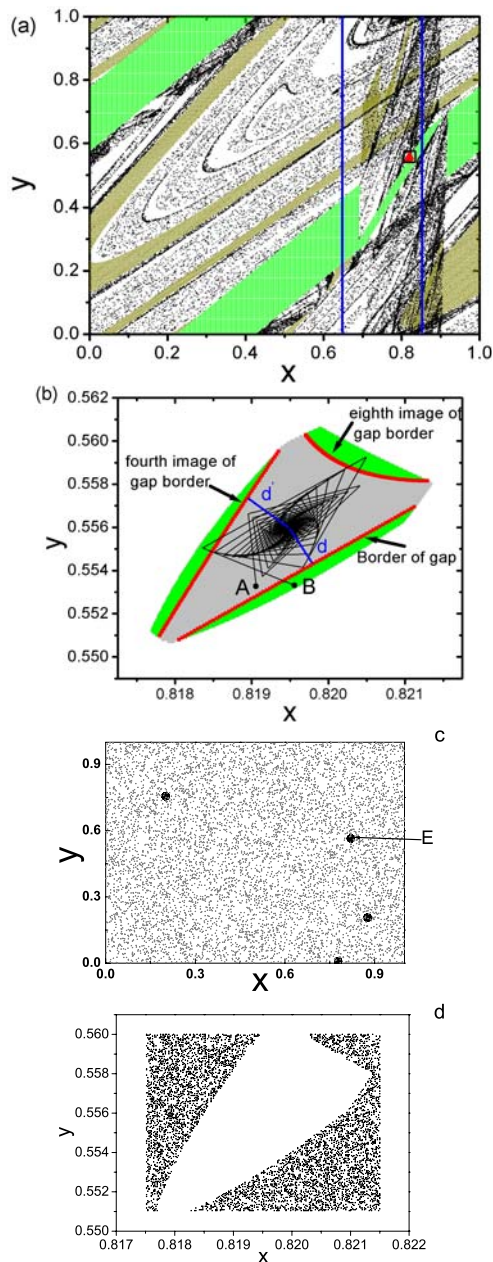 (a)
1.0
0.8
0.6
0.4
0.2
0.0
y
0.0 0.2 0.4 0.6 0.8 1.0
x
(b)
0.562
0.560
0.558
0.556
0.554
0.552
0.550
y
eighth image of
gap border
fourth image of
gap border
d'
d
A
B
Border of gap
0.818 0.819 0.820 0.821
x
c
0.9
0.6
0.3
0.0
y
E
0.0 0.3 0.6 0.9
x
d
0.560
0.558
0.556
0.554
0.552
0.550
y
0.817 0.818 0.819 0.820 0.821 0.822
x